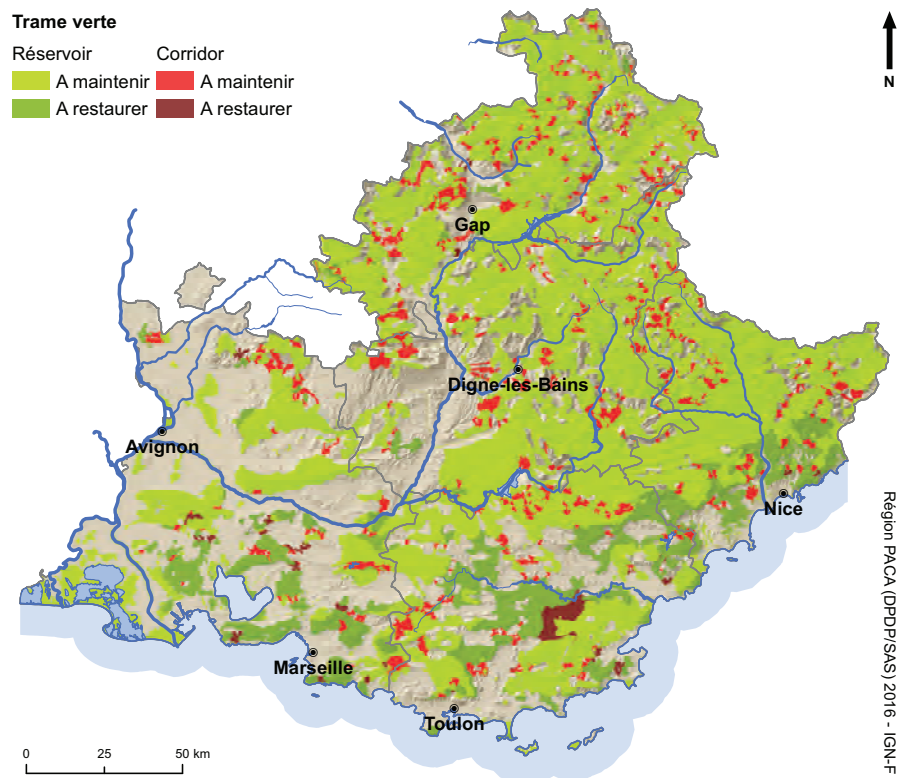 Trame verte
Réservoir
Corridor
A maintenir
A maintenir
A restaurer
A restaurer
N
Gap
Digne-les-Bains
Avignon
Nice
Marseille
Toulon
0 25 50 km
Région PACA (DPDP/SAS) 2016 - IGN-F